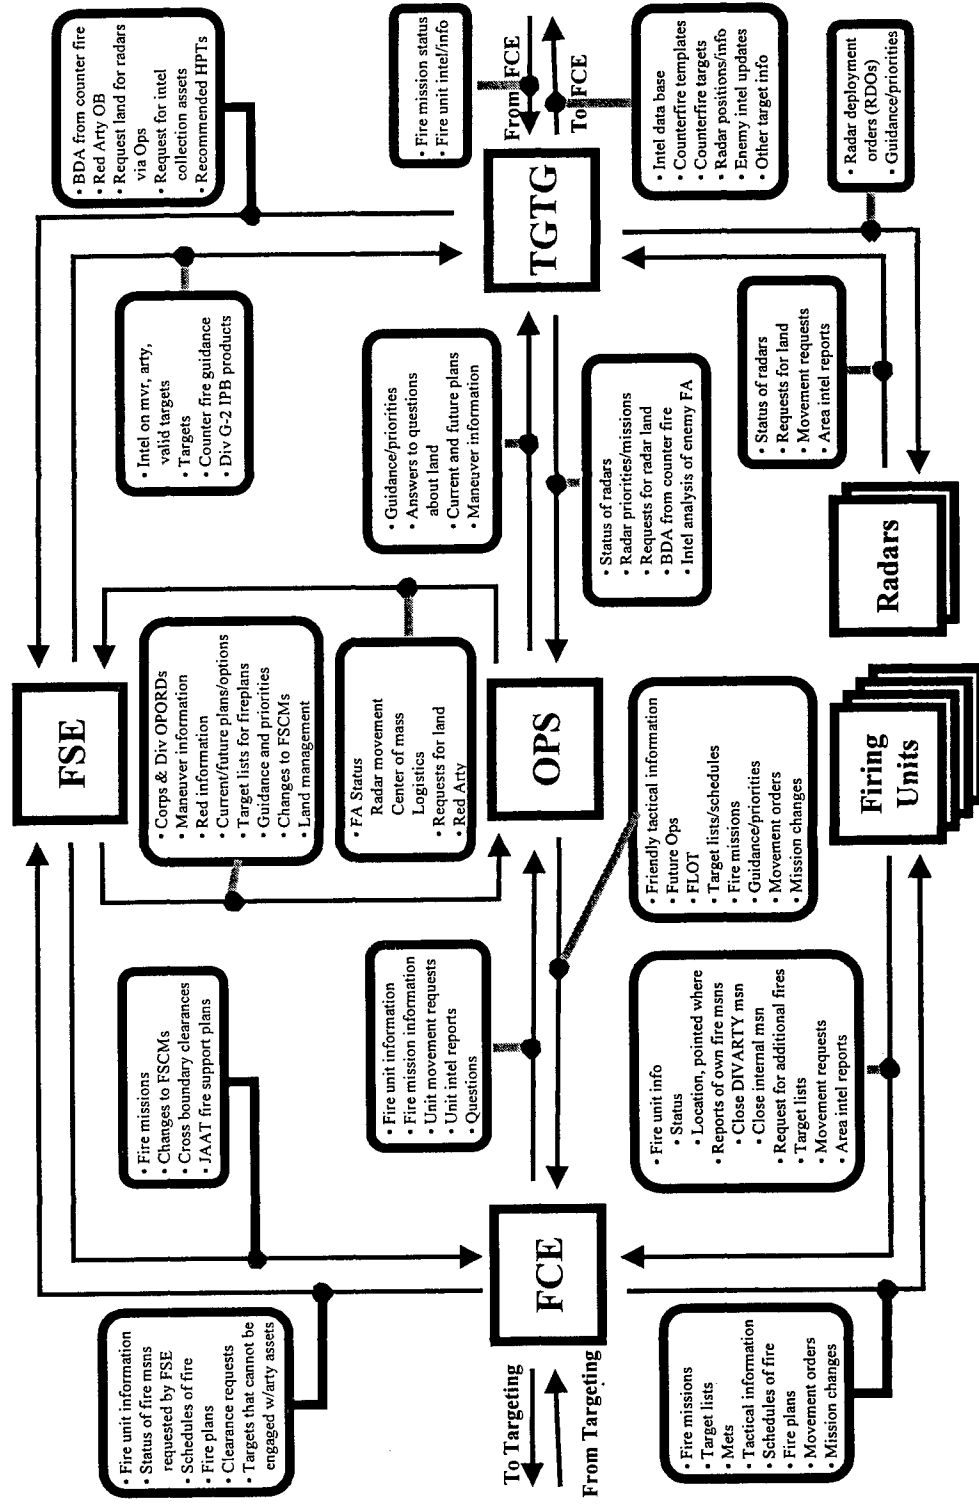 • Fire unit information
• Status of fire msns
requested by FSE
• Schedules of fire
• Fire plans
• Clearance requests
• Targets that cannot be
engaged w/arty assets
• Fire missions
• Changes to FSCMs
• Cross boundary clearances
• JAAT fire support plans
FSE
• Corps & Div OPORDs
• Maneuver information
• Red information
• Current/future plans/options
• Target lists for fireplans
• Guidance and priorities
• Changes to FSCMs
• Land management
• Intel on mvr, arty,
valid targets
• Targets
• Counter fire guidance
• Div G-2 IPB products
• BDA from counter fire
• Red Arty OB
• Request land for radars
via Ops
• Request for intel
collection assets
• Recommended HPTs
• FA Status
Radar movement
Center of mass
Logistics
• Requests for land
• Red Arty
• Fire unit information
• Fire mission information
• Unit movement requests
• Unit intel reports
• Questions
• Guidance/priorities
• Answers to questions
about land
• Current and future plans
• Maneuver information
• Fire mission status
• Fire unit intel/info
To Targeting
From Targeting
FCE
OPS
TGTG
From FCE
To FCE
• Friendly tactical information
• Future Ops
• FLOT
• Target lists/schedules
• Fire missions
• Guidance/priorities
• Movement orders
• Mission changes
• Status of radars
• Radar priorities/missions
• Requests for radar land
• BDA from counter fire
• Intel analysis of enemy FA
• Intel data base
• Counterfire templates
• Counterfire targets
• Radar positions/info
• Enemy intel updates
• Other target info
• Fire missions
• Target lists
• Mets
• Tactical information
• Schedules of fire
• Fire plans
• Movement orders
• Mission changes
• Fire unit info
• Status
• Location, pointed where
• Reports of own fire msns
• Close DIVARTY msn
• Close internal msn
• Request for additional fires
• Target lists
• Movement requests
• Area intel reports
Firing
Units
Radars
• Status of radars
• Requests for land
• Movement requests
• Area intel reports
• Radar deployment
orders (RDOs)
• Guidance/priorities